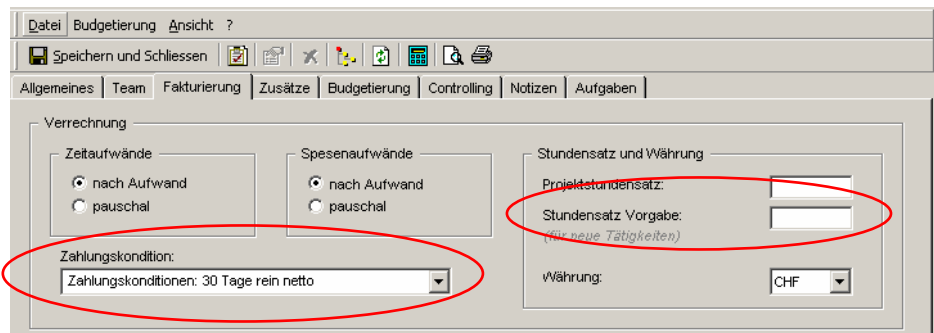 Datei Budgetierung Ansicht ?
Speichern und Schliessen
Allgemeines Team Fakturierung Zusätze Budgetierung Controlling Notizen Aufgaben
Verrechnung
Zeitaufwände
nach Aufwand
pauschal
Spesenaufwände
nach Aufwand
pauschal
Zahlungskondition:
Zahlungskonditionen: 30 Tage rein netto
Stundensatz und Währung
Projektstundensatz:
Stundensatz Vorgabe:
(für neue Tätigkeiten)
Währung:
CHF